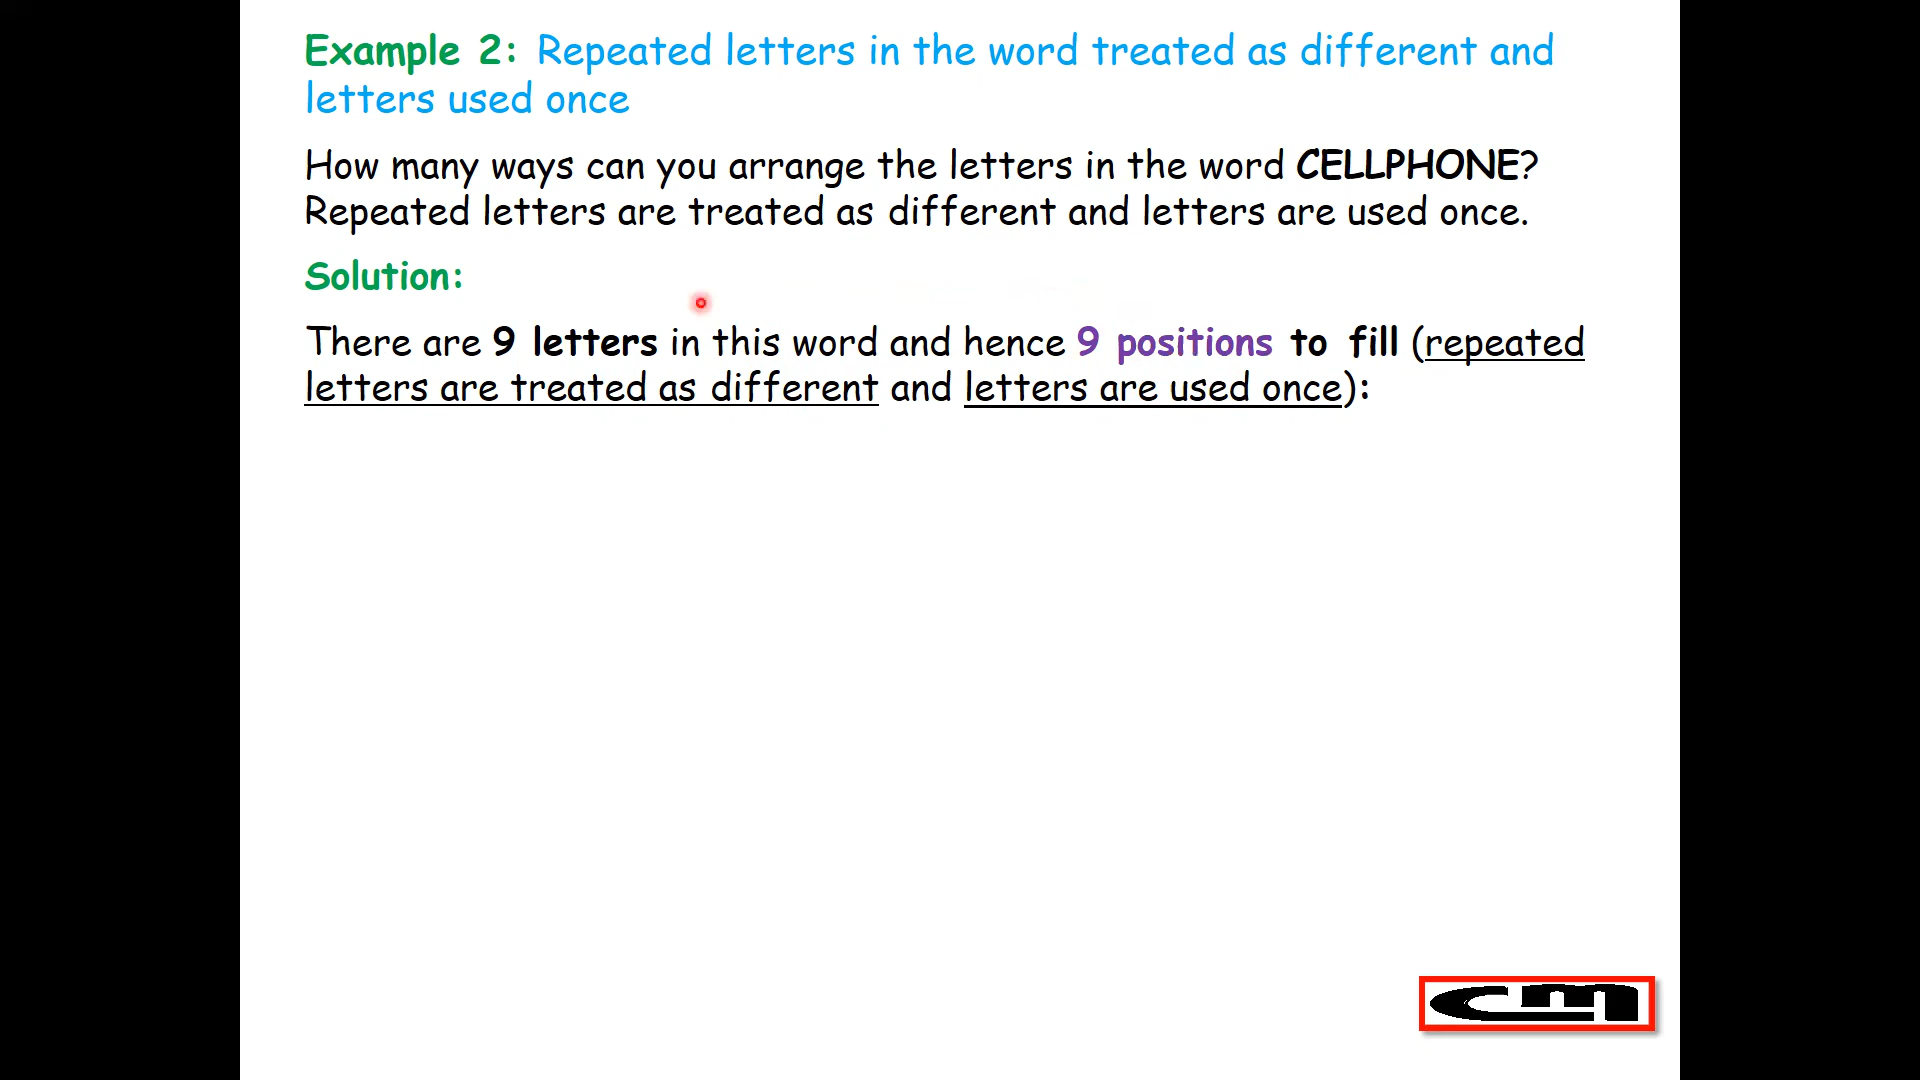 Example 2: Repeated letters in the word treated as different and
letters used once
How many ways can you arrange the letters in the word CELLPHONE?
Repeated letters are treated as different and letters are used once.
Solution:
There are 9 letters in this word and hence 9 positions to fill (repeated
letters are treated as different and letters are used once):
cm